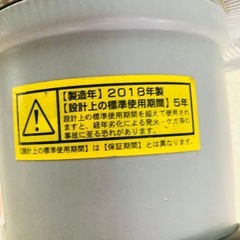 【製造年】2018年製
【設計上の標準使用期間】5年
設計上の標準使用期間を超えて使用され
ますと、経年劣化による発火・ケガ等の
事故に至る恐れがあります。
【設計上の標準使用期間】は【保証期間】とは異なります。